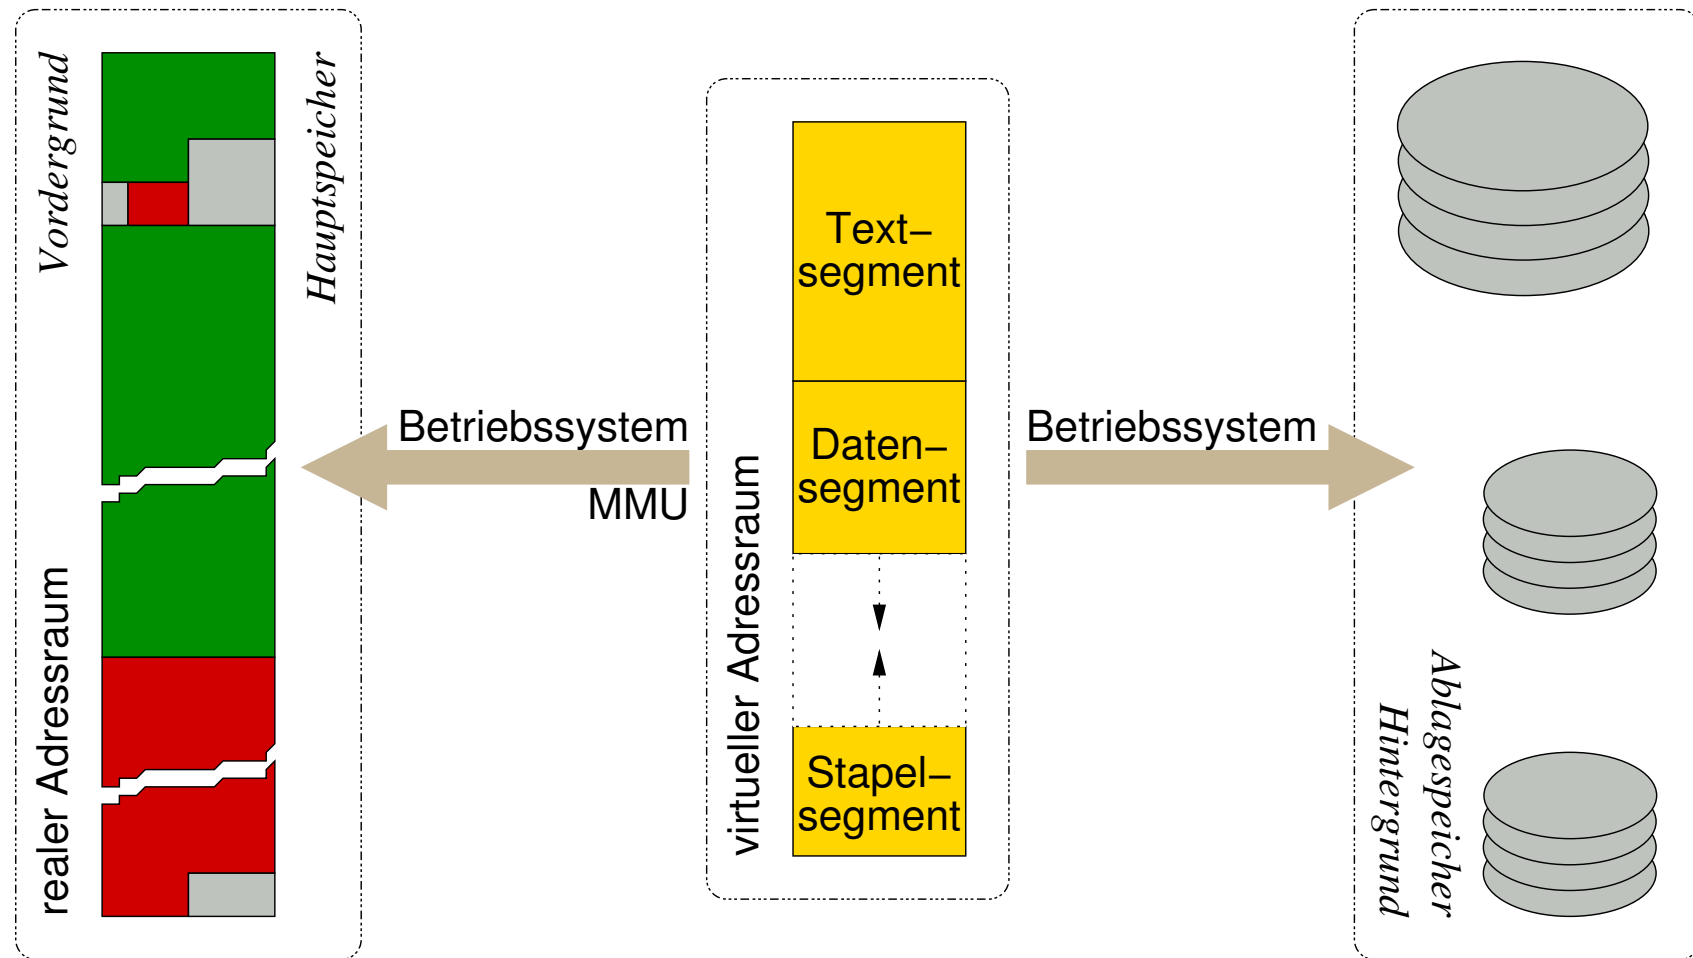 Vordergrund
Hauptspeicher
realer Adressraum
Betriebssystem
MMU
virtueller Adressraum
Text–
segment
Daten–
segment
Stapel–
segment
Betriebssystem
Ablagespeicher
Hintergrund